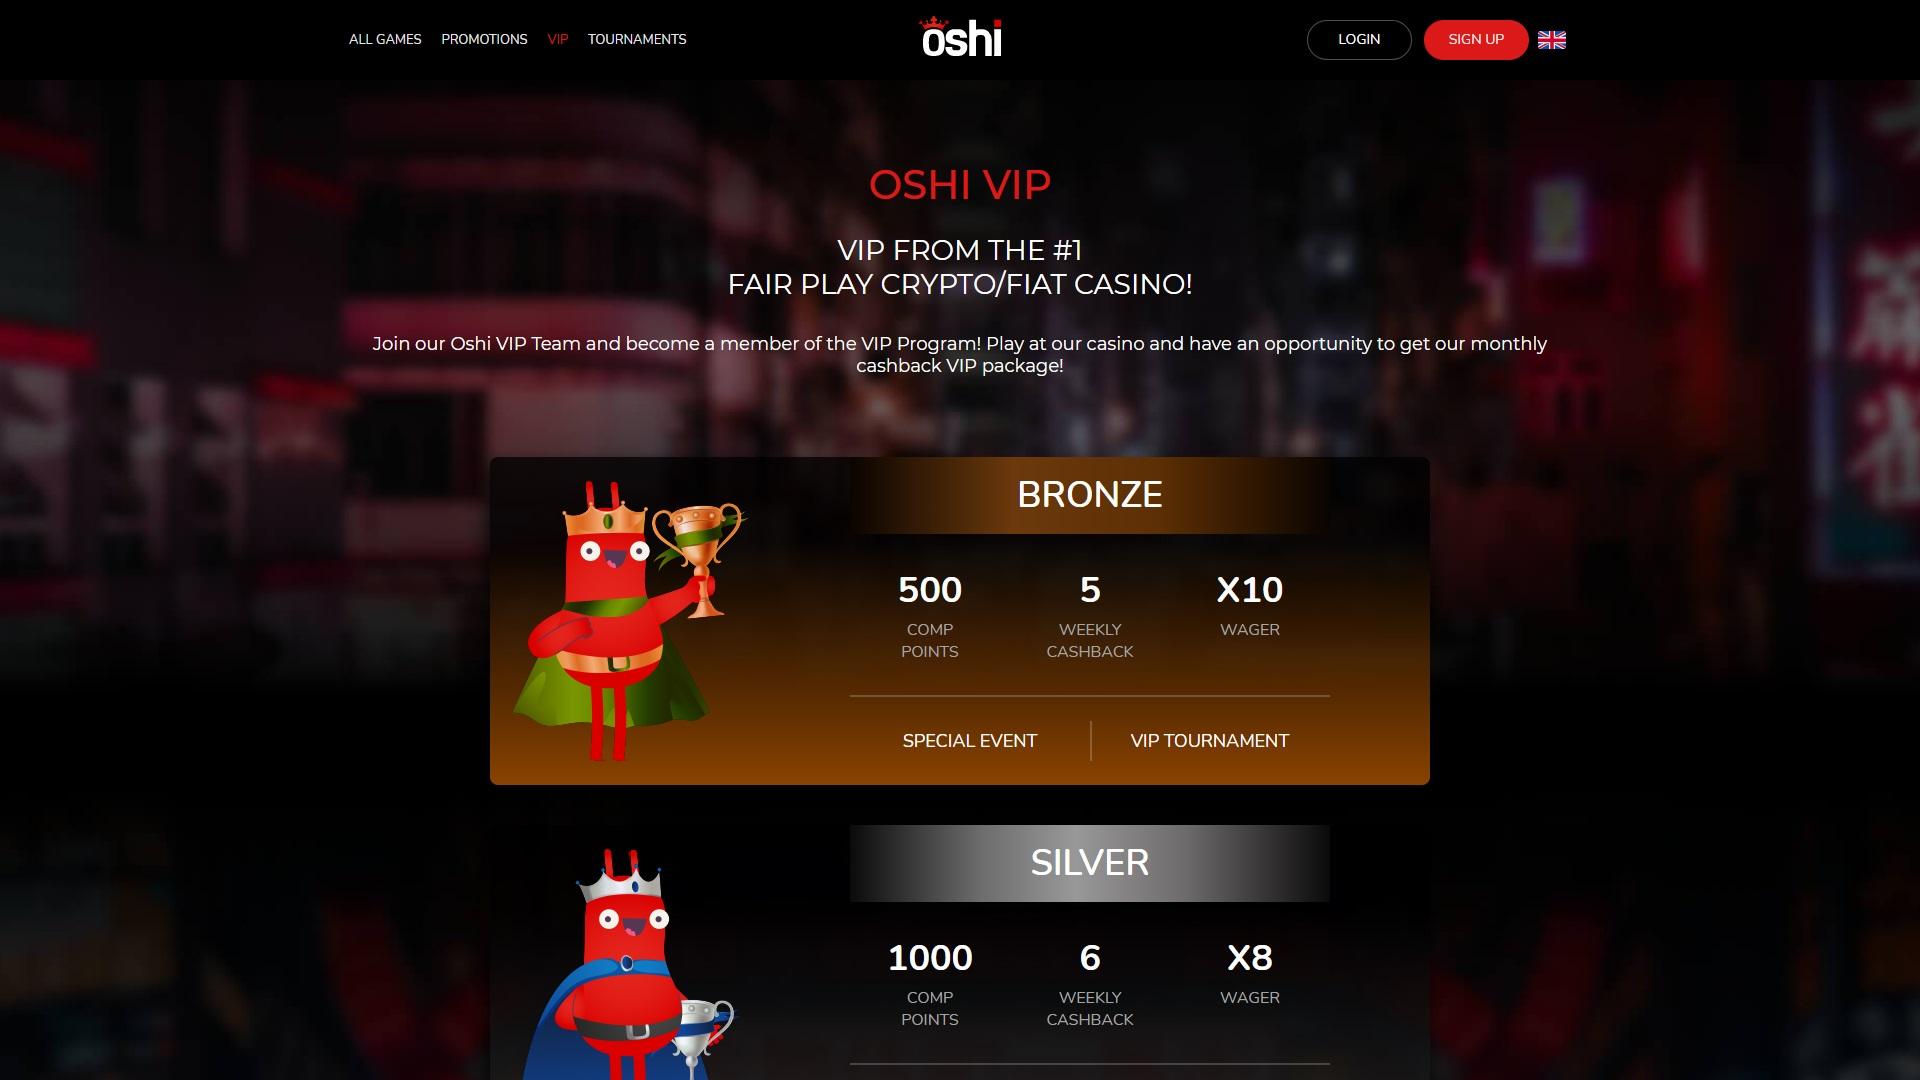 ALL GAMES PROMOTIONS VIP TOURNAMENTS
oshi
LOGIN SIGN UP
OSHI VIP
VIP FROM THE #1
FAIR PLAY CRYPTO/FIAT CASINO!
Join our Oshi VIP Team and become a member of the VIP Program! Play at our casino and have an opportunity to get our monthly
cashback VIP package!
BRONZE
500 5 X10
COMP WEEKLY WAGER
POINTS CASHBACK
SPECIAL EVENT VIP TOURNAMENT
SILVER
1000 6 X8
COMP WEEKLY WAGER
POINTS CASHBACK